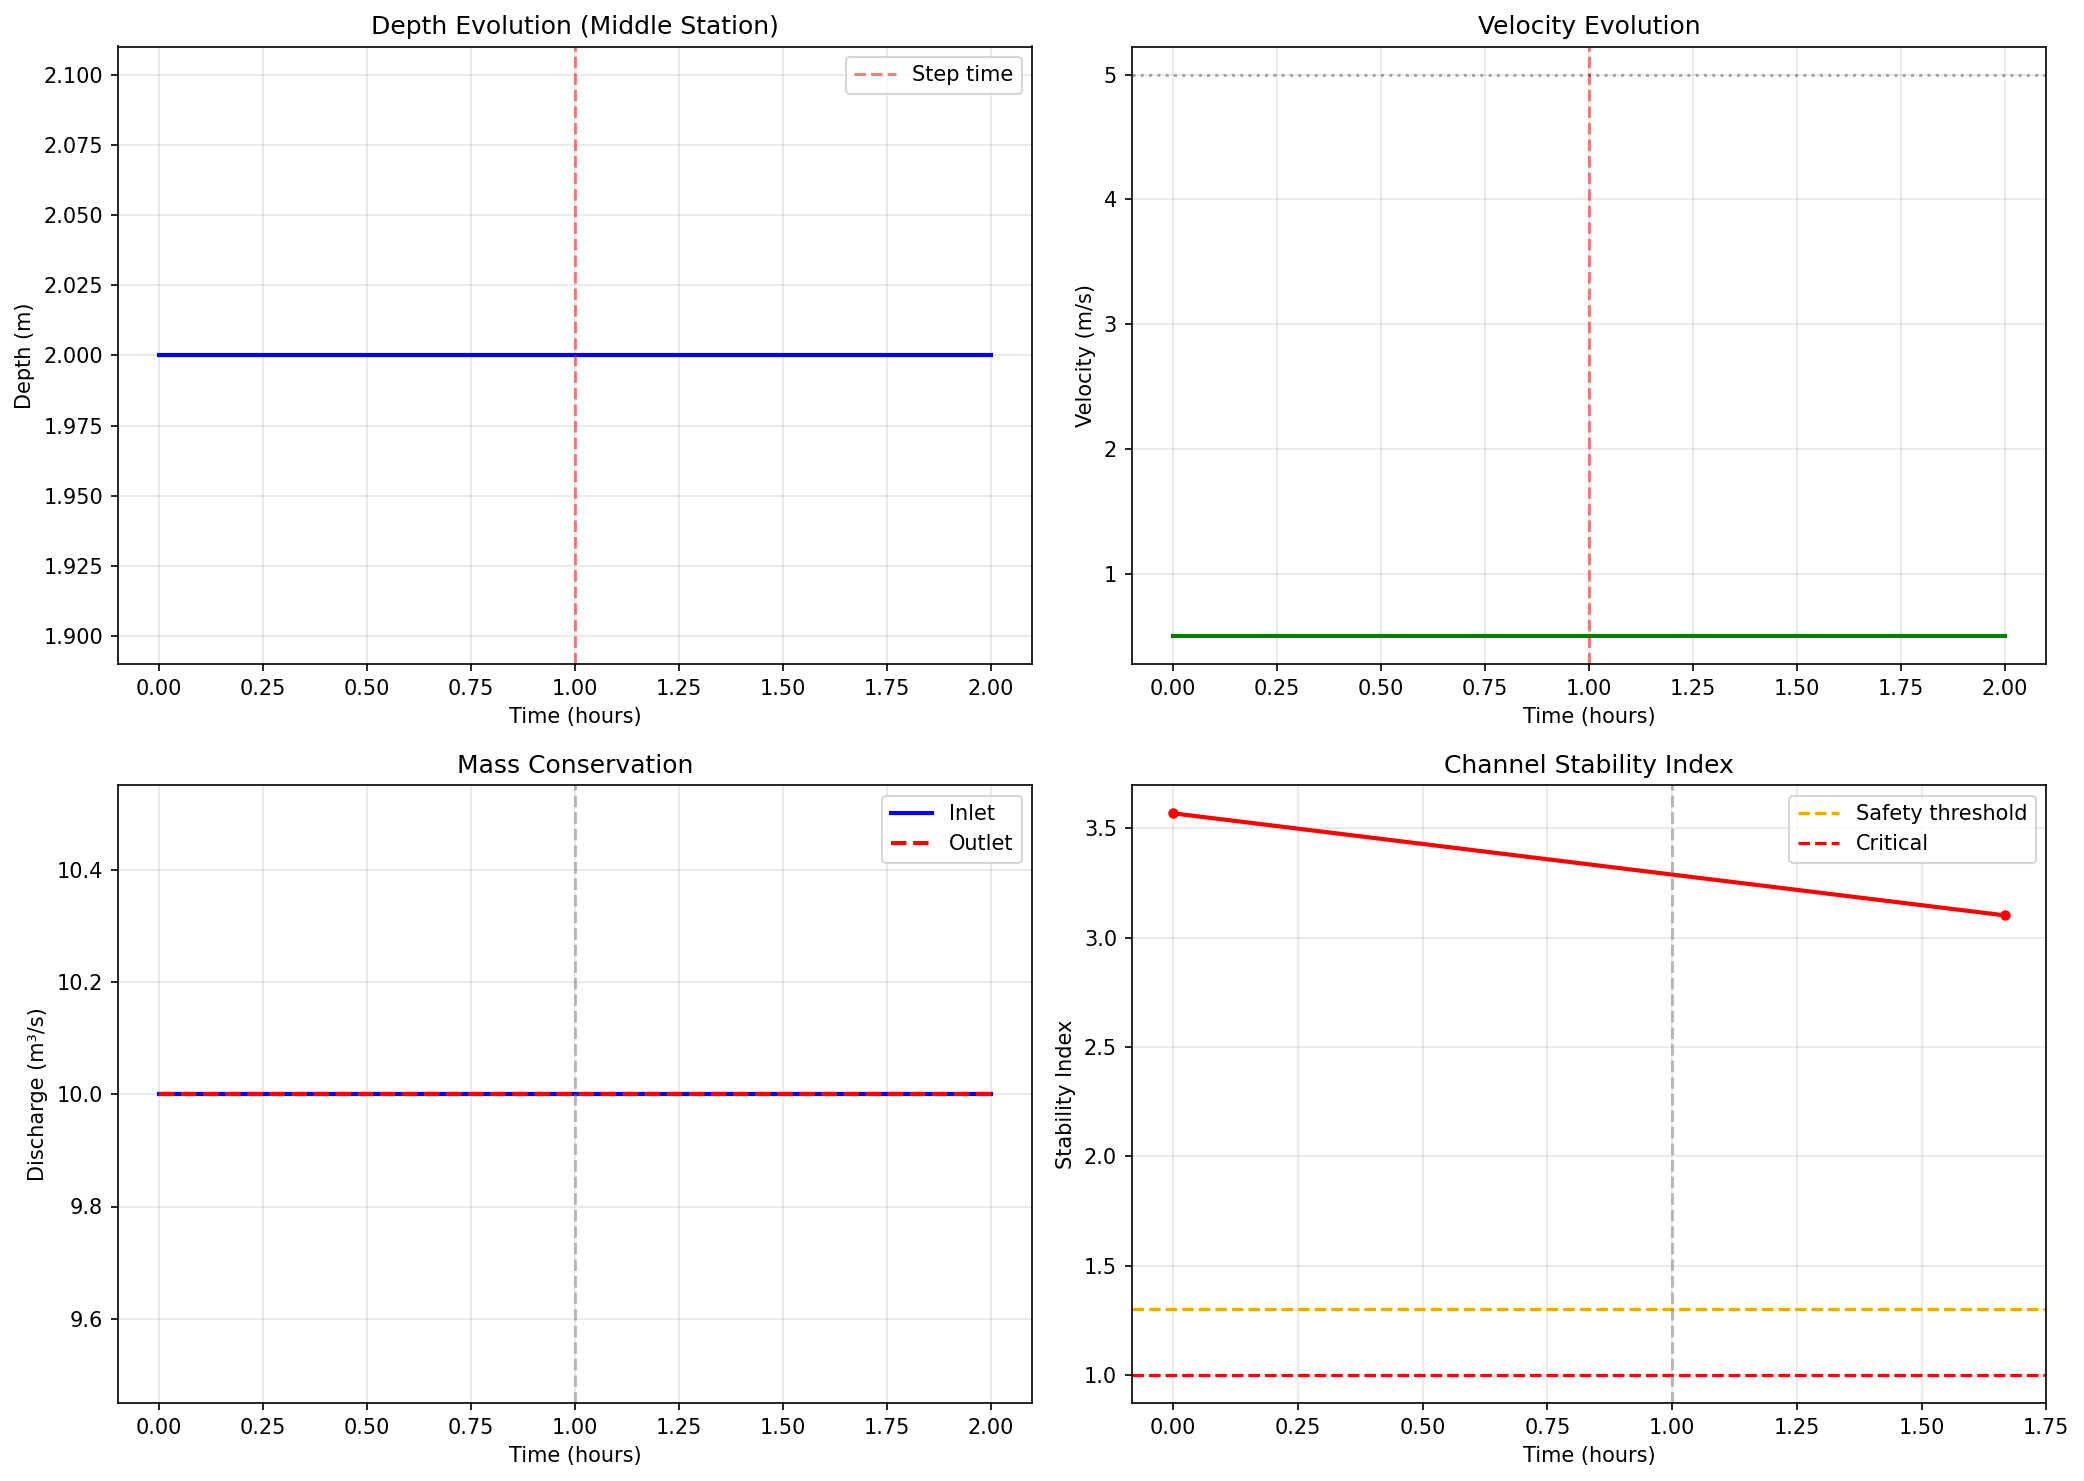 Depth Evolution (Middle Station)
Step time
2.100
2.075
2.050
2.025
2.000
1.975
1.950
1.925
1.900
Depth (m)
0.00 0.25 0.50 0.75 1.00 1.25 1.50 1.75 2.00
Time (hours)
Velocity Evolution
5
4
3
2
1
Velocity (m/s)
0.00 0.25 0.50 0.75 1.00 1.25 1.50 1.75 2.00
Time (hours)
Mass Conservation
Inlet
Outlet
10.4
10.2
10.0
9.8
9.6
Discharge (m³/s)
0.00 0.25 0.50 0.75 1.00 1.25 1.50 1.75 2.00
Time (hours)
Channel Stability Index
Safety threshold
Critical
3.5
3.0
2.5
2.0
1.5
1.0
Stability Index
0.00 0.25 0.50 0.75 1.00 1.25 1.50 1.75
Time (hours)